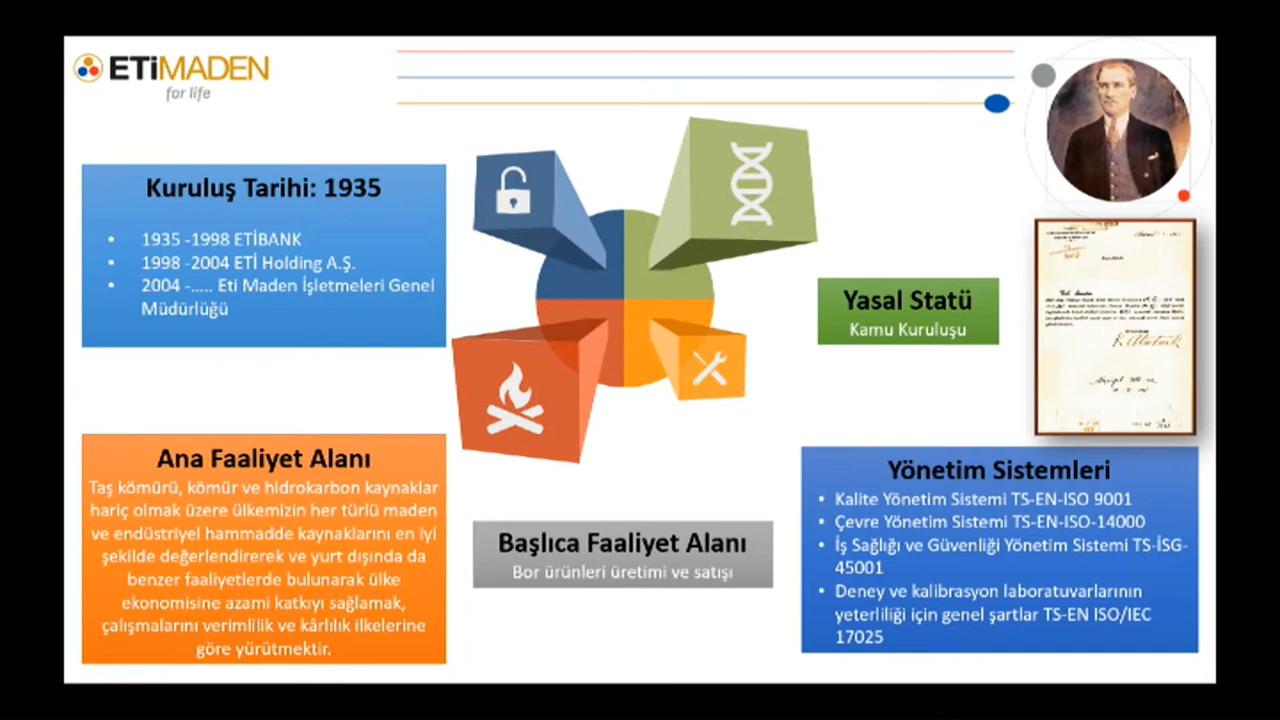 ETİMADEN
for life
Kuruluş Tarihi: 1935
• 1935 -1998 ETİBANK
• 1998 -2004 ETİ Holding A.Ş.
• 2004 -..... Eti Maden İşletmeleri Genel
Müdürlüğü
Yasal Statü
Kamu Kuruluşu
K. Atatürk
Ana Faaliyet Alanı
Taş kömürü, kömür ve hidrokarbon kaynaklar
hariç olmak üzere ülkemizin her türlü maden
ve endüstriyel hammadde kaynaklarını en iyi
şekilde değerlendirerek ve yurt dışında da
benzer faaliyetlerde bulunarak ülke
ekonomisine azami katkıyı sağlamak,
çalışmalarını verimlilik ve kârlılık ilkelerine
göre yürütmektir.
Başlıca Faaliyet Alanı
Bor ürünleri üretimi ve satışı
Yönetim Sistemleri
• Kalite Yönetim Sistemi TS-EN-ISO 9001
• Çevre Yönetim Sistemi TS-EN-ISO-14000
• İş Sağlığı ve Güvenliği Yönetim Sistemi TS-İSG-
45001
• Deney ve kalibrasyon laboratuvarlarının
yeterliliği için genel şartlar TS-EN ISO/IEC
17025